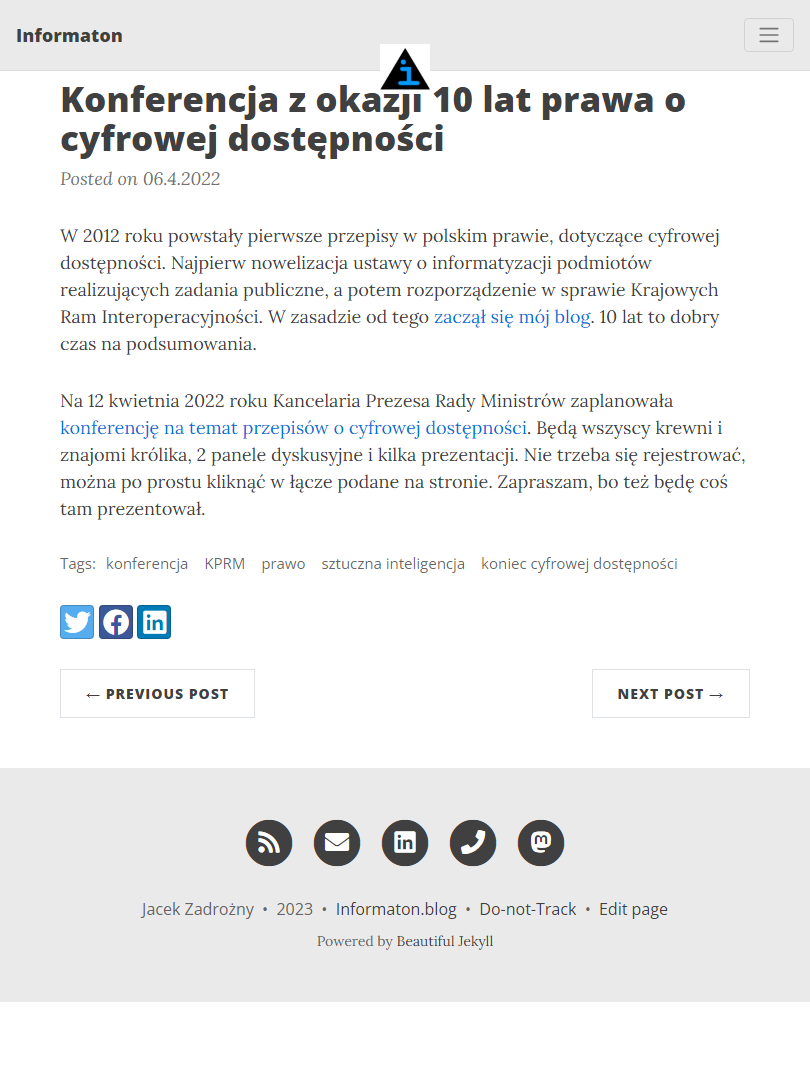 Informaton
Konferencja z okazji 10 lat prawa o
cyfrowej dostępności
Posted on 06.4.2022
W 2012 roku powstały pierwsze przepisy w polskim prawie, dotyczące cyfrowej
dostępności. Najpierw nowelizacja ustawy o informatyzacji podmiotów
realizujących zadania publiczne, a potem rozporządzenie w sprawie Krajowych
Ram Interoperacyjności. W zasadzie od tego zaczął się mój blog. 10 lat to dobry
czas na podsumowania.
Na 12 kwietnia 2022 roku Kancelaria Prezesa Rady Ministrów zaplanowała
konferencję na temat przepisów o cyfrowej dostępności. Będą wszyscy krewni i
znajomi królika, 2 panele dyskusyjne i kilka prezentacji. Nie trzeba się rejestrować,
można po prostu kliknąć w łącze podane na stronie. Zapraszam, bo też będę coś
tam prezentował.
Tags: konferencja KPRM prawo sztuczna inteligencja koniec cyfrowej dostępności
← PREVIOUS POST
NEXT POST →
Jacek Zadrożny • 2023 • Informaton.blog • Do-not-Track • Edit page
Powered by Beautiful Jekyll